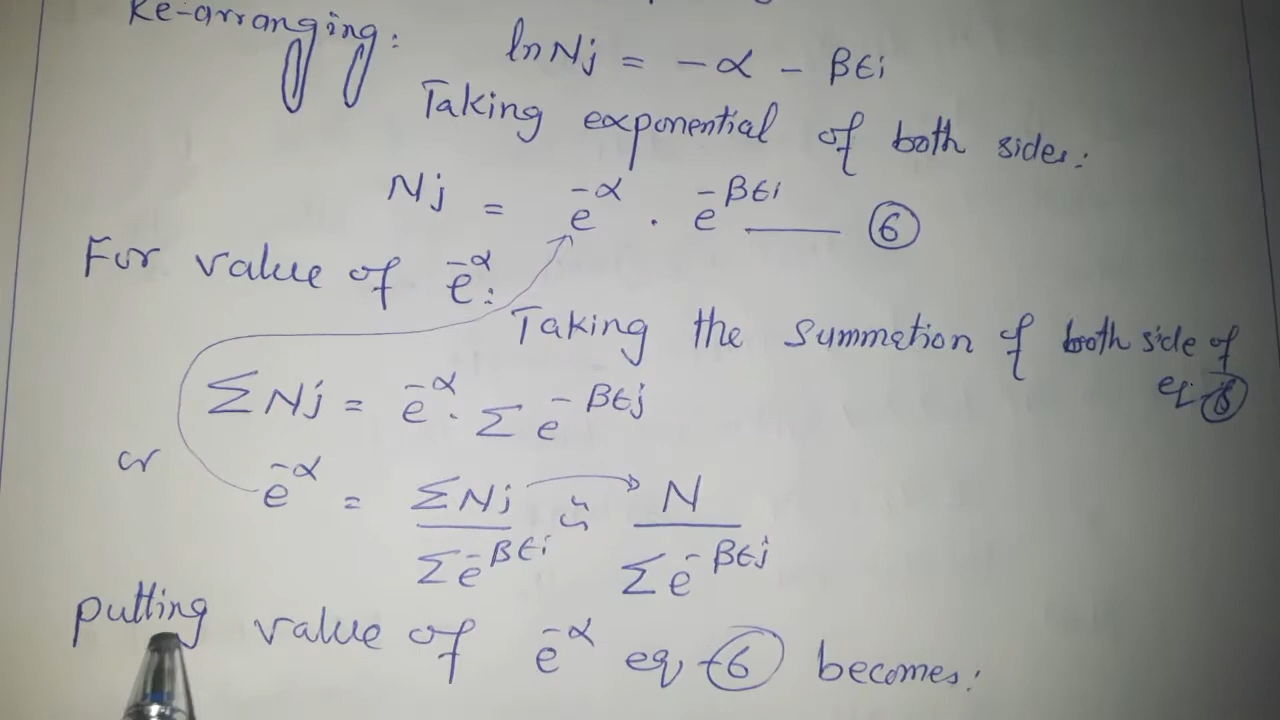 Re-arranging:
ln Nj = -α - βϵi
Taking exponential of both sides:
Nj = e^-α . e^-βϵi —— ⑥
For value of e^-α:
Taking the summation of both side of
eq-⑥
ΣNj = e^-α . Σ e^-βϵj
or
e^-α = ΣNj / Σe^-βϵi ≈ N / Σe^-βϵj
putting value of e^-α eq-⑥ becomes: